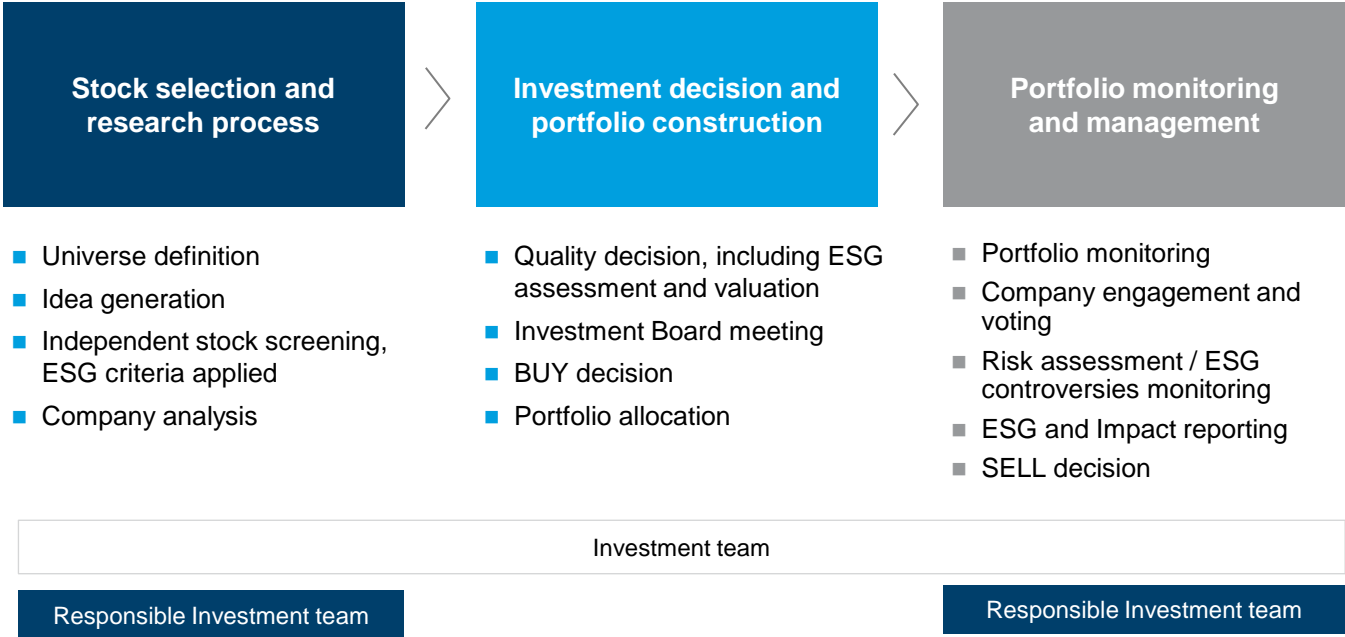 Stock selection and
research process
Investment decision and
portfolio construction
Portfolio monitoring
and management
Universe definition
Idea generation
Independent stock screening,
ESG criteria applied
Company analysis
Quality decision, including ESG
assessment and valuation
Investment Board meeting
BUY decision
Portfolio allocation
Portfolio monitoring
Company engagement and
voting
Risk assessment / ESG
controversies monitoring
ESG and Impact reporting
SELL decision
Investment team
Responsible Investment team
Responsible Investment team